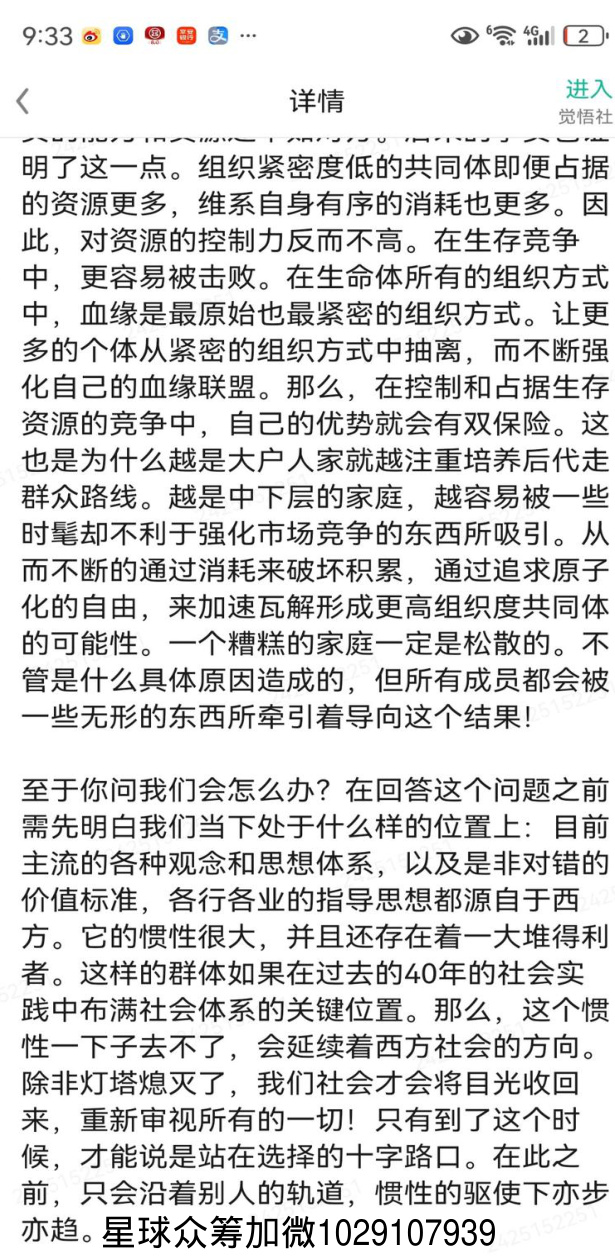 9:33
6
4G
2
详情
进入
觉悟社
明了这一点。组织紧密度低的共同体即便占据
的资源更多，维系自身有序的消耗也更多。因
此，对资源的控制力反而不高。在生存竞争
中，更容易被击败。在生命体所有的组织方式
中，血缘是最原始也最紧密的组织方式。让更
多的个体从紧密的组织方式中抽离，而不断强
化自己的血缘联盟。那么，在控制和占据生存
资源的竞争中，自己的优势就会有双保险。这
也是为什么越是大户人家就越注重培养后代走
群众路线。越是中下层的家庭，越容易被一些
时髦却不利于强化市场竞争的东西所吸引。从
而不断的通过消耗来破坏积累，通过追求原子
化的自由，来加速瓦解形成更高组织度共同体
的可能性。一个糟糕的家庭一定是松散的。不
管是什么具体原因造成的，但所有成员都会被
一些无形的东西所牵引着导向这个结果！
至于你问我们会怎么办？在回答这个问题之前
需先明白我们当下处于什么样的位置上：目前
主流的各种观念和思想体系，以及是非对错的
价值标准，各行各业的指导思想都源自于西
方。它的惯性很大，并且还存在着一大堆得利
者。这样的群体如果在过去的40年的社会实
践中布满社会体系的关键位置。那么，这个惯
性一下子去不了，会延续着西方社会的方向。
除非灯塔熄灭了，我们社会才会将目光收回
来，重新审视所有的一切！只有到了这个时
候，才能说是站在选择的十字路口。在此之
前，只会沿着别人的轨道，惯性的驱使下亦步
亦趋。星球众筹加微1029107939